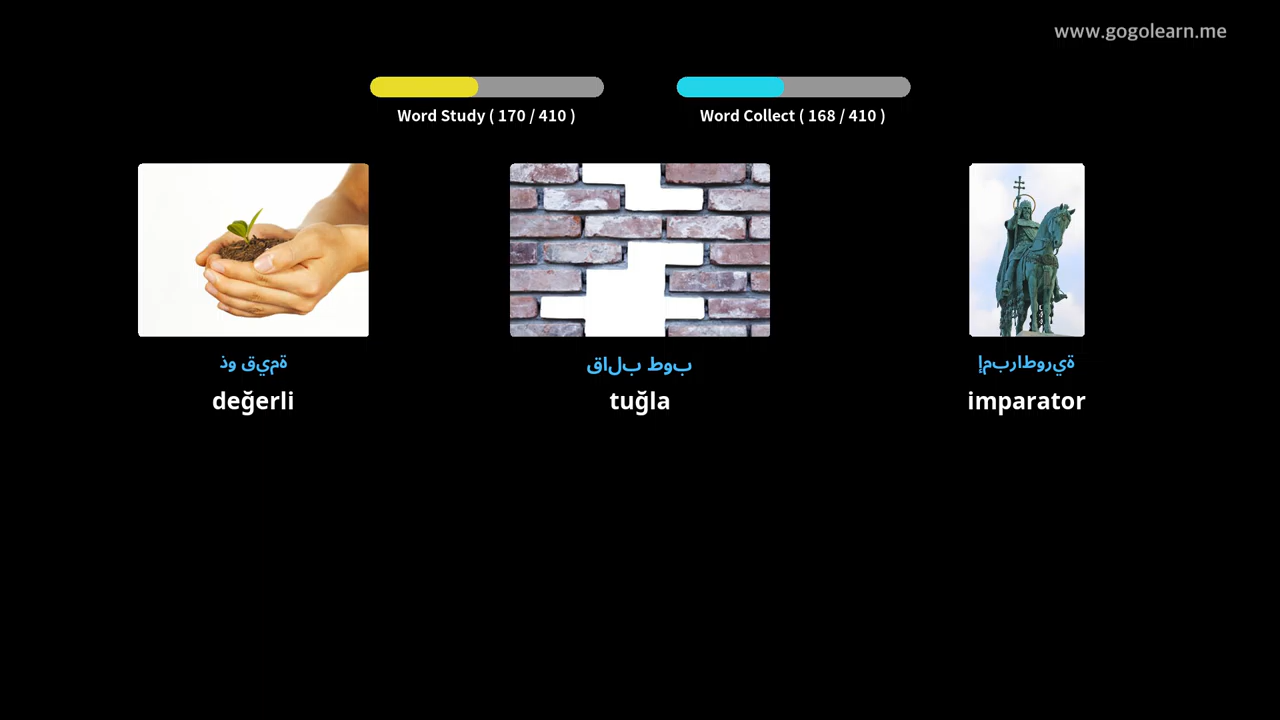 www.gogolearn.me
Word Study ( 170 / 410 )
Word Collect ( 168 / 410 )
ذو قيمة
değerli
قالب طوب
tuğla
إمبراطورية
imparator